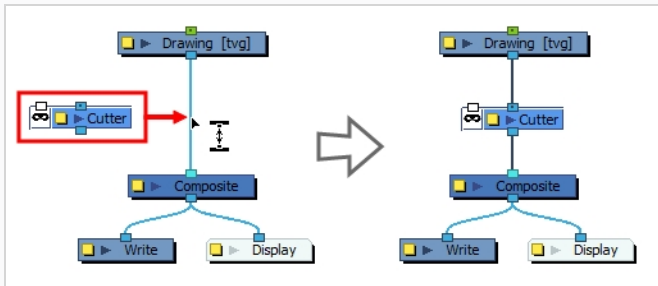 Drawing [tvg]
Cutter
Composite
Write
Display
Drawing [tvg]
Cutter
Composite
Write
Display